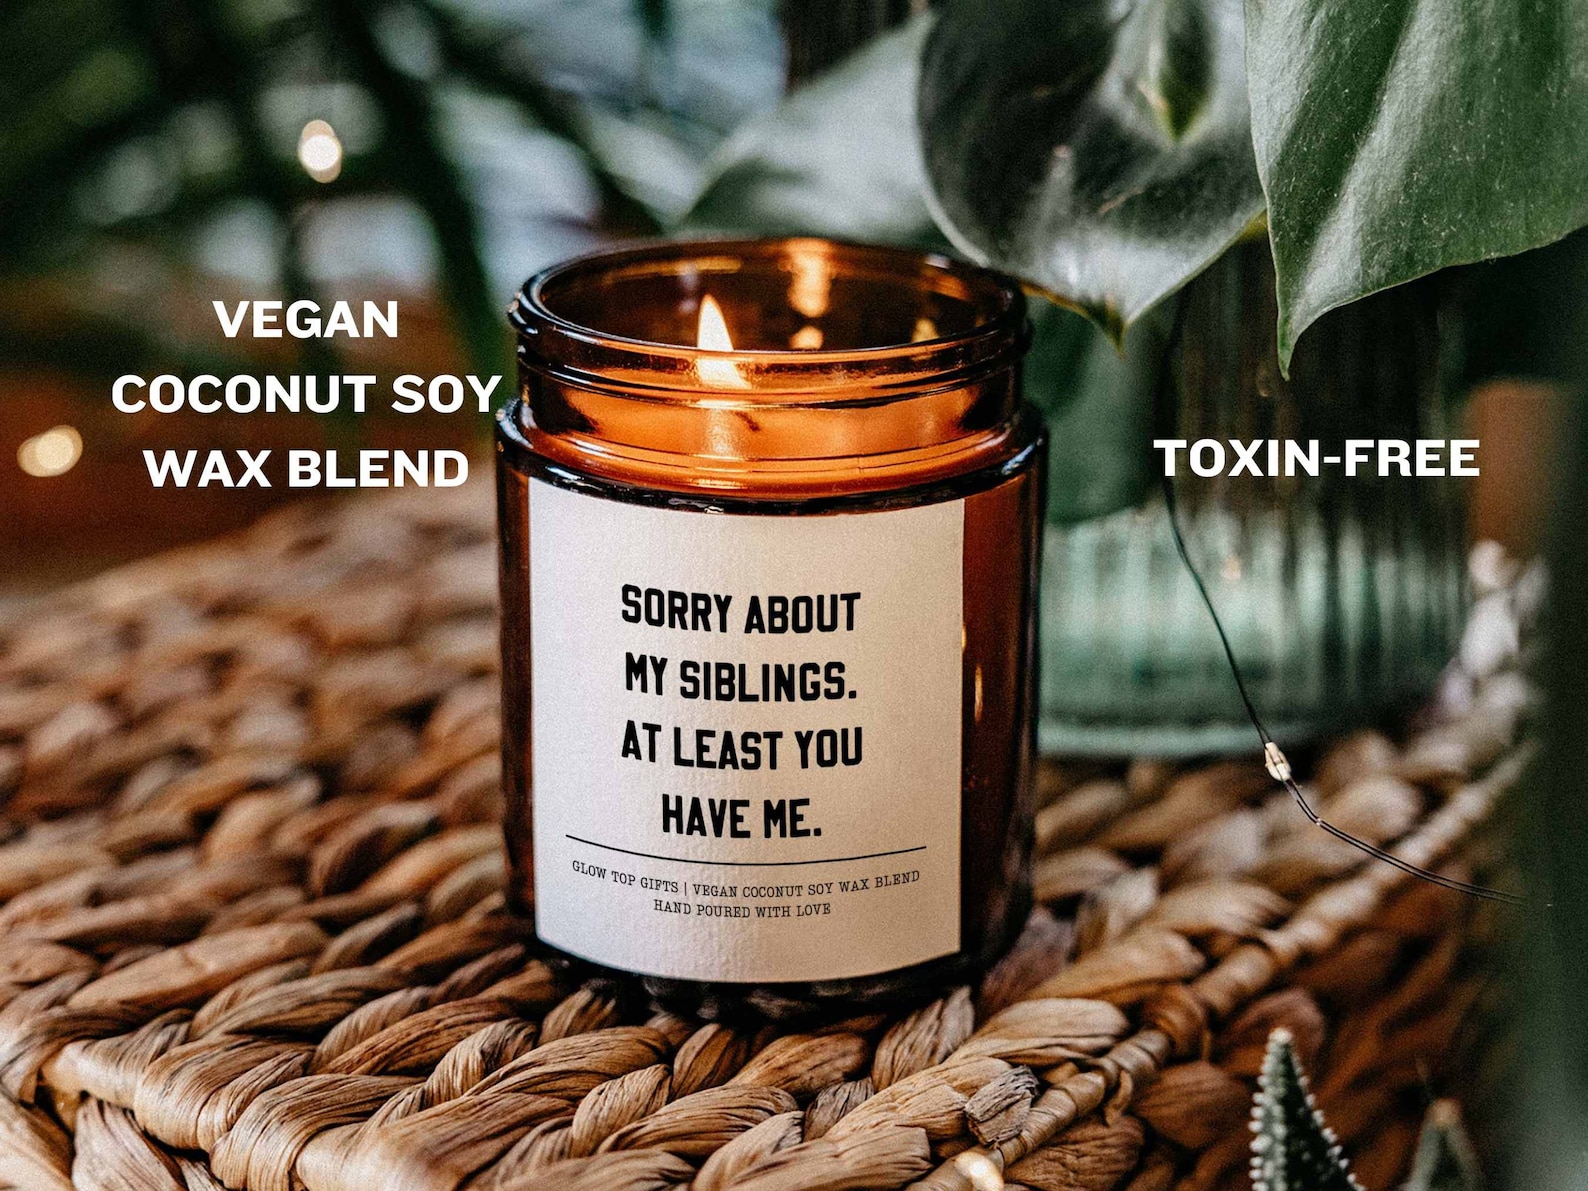 VEGAN
COCONUT SOY
WAX BLEND
TOXIN-FREE
SORRY ABOUT
MY SIBLINGS.
AT LEAST YOU
HAVE ME.
GLOW TOP GIFTS | VEGAN COCONUT SOY WAX BLEND
HAND POURED WITH LOVE